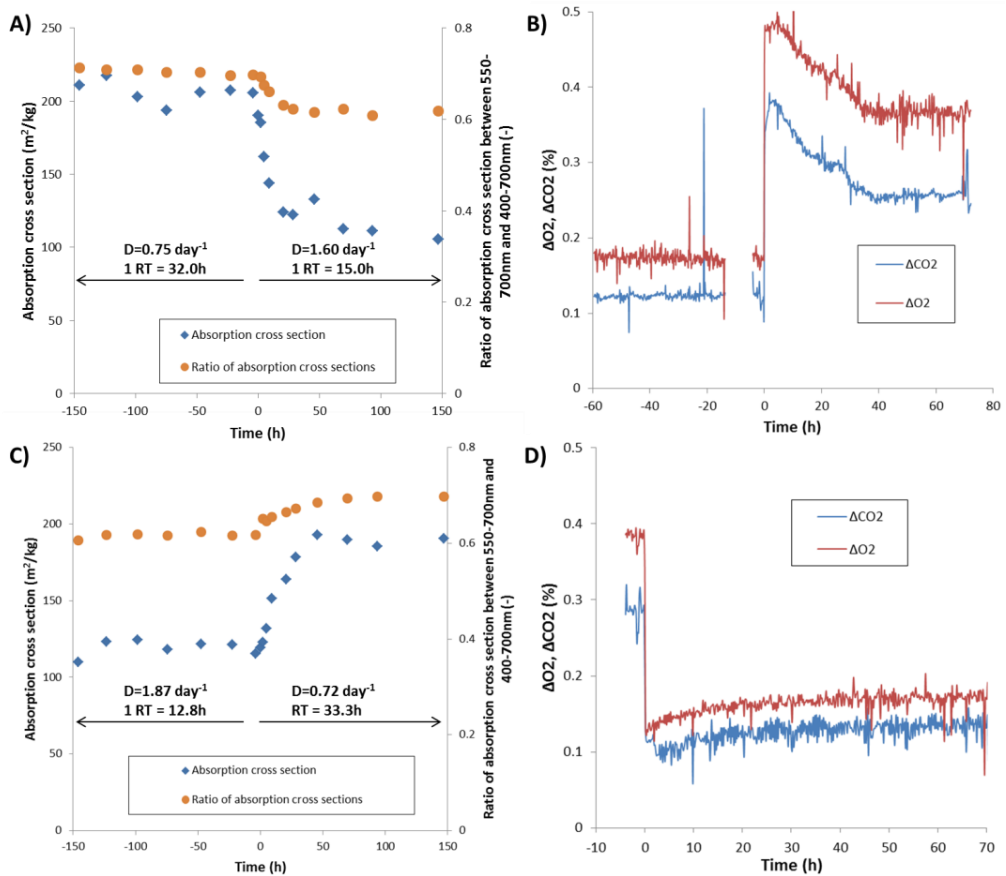 A)
250
200
150
100
50
0
Absorption cross section (m²/kg)
D=0.75 day⁻¹
1 RT = 32.0h
D=1.60 day⁻¹
1 RT = 15.0h
Absorption cross section
Ratio of absorption cross sections
-150
-100
-50
0
50
100
150
Time (h)
0.8
0.6
0.4
0.2
0
Ratio of absorption cross section between 550-
700nm and 400-700nm (-)
B)
0.5
0.4
0.3
0.2
0.1
0
ΔO2, ΔCO2 (%)
ΔCO2
ΔO2
-60
-40
-20
0
20
40
60
80
Time (h)
C)
250
200
150
100
50
0
Absorption cross section (m²/kg)
D=1.87 day⁻¹
1 RT = 12.8h
D=0.72 day⁻¹
RT = 33.3h
Absorption cross section
Ratio of absorption cross sections
-150
-100
-50
0
50
100
150
Time (h)
0.8
0.6
0.4
0.2
0
Ratio of absorption cross section between 550-700nm and
400-700nm (-)
D)
0.5
0.4
0.3
0.2
0.1
0
ΔO2, ΔCO2 (%)
ΔCO2
ΔO2
-10
0
10
20
30
40
50
60
70
Time (h)